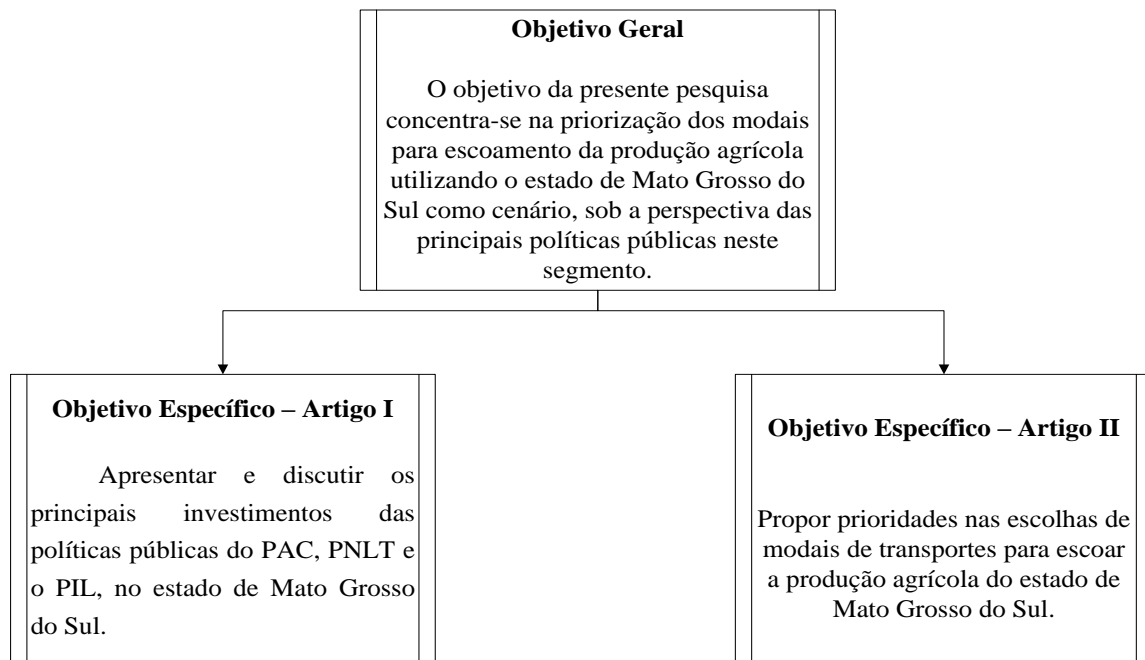 Objetivo Geral
O objetivo da presente pesquisa
concentra-se na priorização dos modais
para escoamento da produção agrícola
utilizando o estado de Mato Grosso do
Sul como cenário, sob a perspectiva das
principais políticas públicas neste
segmento.
Objetivo Específico – Artigo I
Apresentar e discutir os
principais investimentos das
políticas públicas do PAC, PNLT e
o PIL, no estado de Mato Grosso
do Sul.
Objetivo Específico – Artigo II
Propor prioridades nas escolhas de
modais de transportes para escoar
a produção agrícola do estado de
Mato Grosso do Sul.